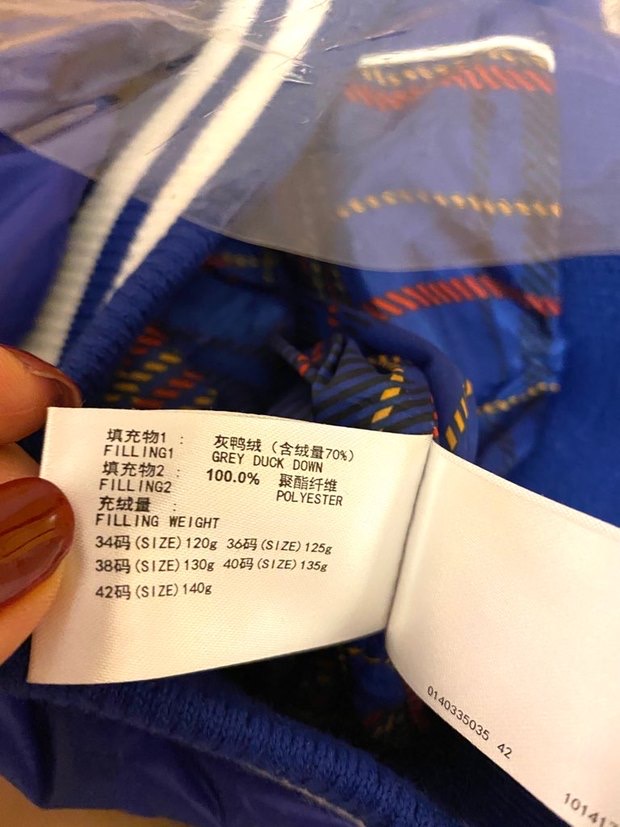 填充物1 : 灰鸭绒（含绒量70%）
FILLING1 GREY DUCK DOWN
填充物2 : 100.0% 聚酯纤维
FILLING2 POLYESTER
充绒量 :
FILLING WEIGHT
34码(SIZE)120g 36码(SIZE)125g
38码(SIZE)130g 40码(SIZE)135g
42码(SIZE)140g
0140335035 42